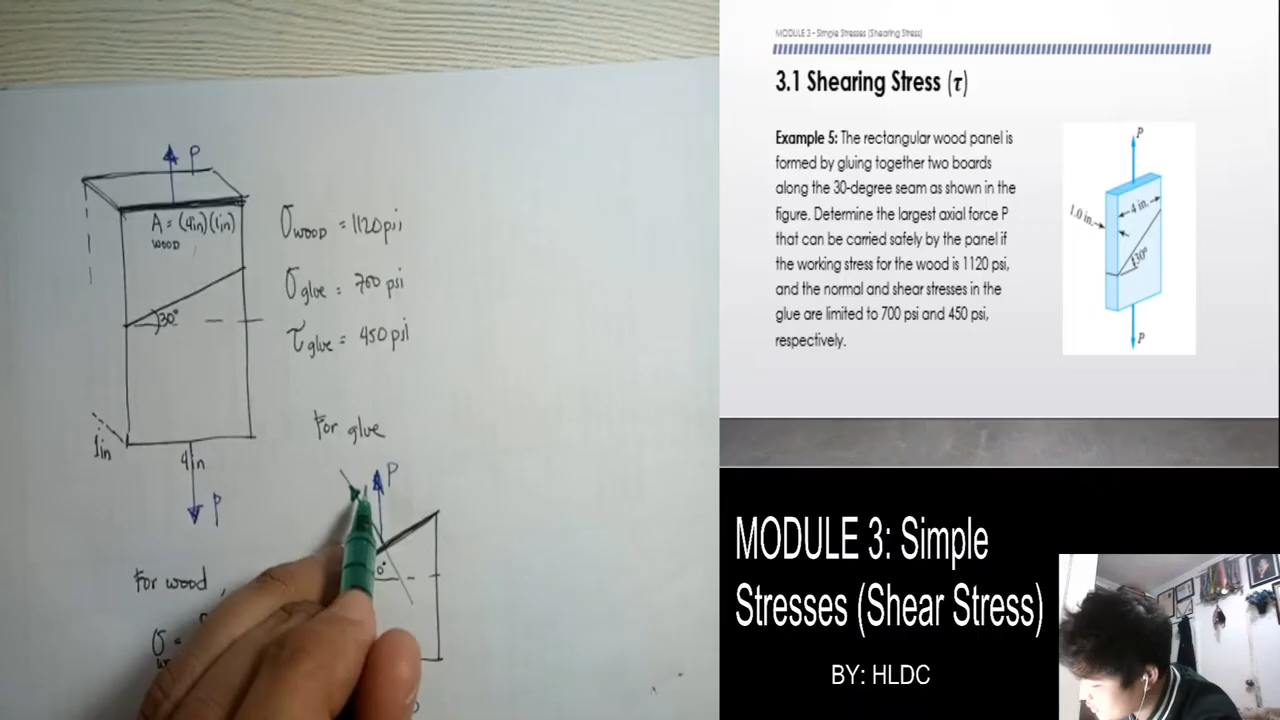 P
A = (4in)(1in)
WOOD
30°
1in
4in
P
σwood = 1120psi
σglue = 700 psi
τglue = 450psi
For glue
P
For wood,
σ =
MODULE 3 - Simple Stresses (Shearing Stress)
3.1 Shearing Stress (τ)
Example 5: The rectangular wood panel is
formed by gluing together two boards
along the 30-degree seam as shown in the
figure. Determine the largest axial force P
that can be carried safely by the panel if
the working stress for the wood is 1120 psi,
and the normal and shear stresses in the
glue are limited to 700 psi and 450 psi,
respectively.
P
4 in.
1.0 in.
30°
P
MODULE 3: Simple
Stresses (Shear Stress)
BY: HLDC